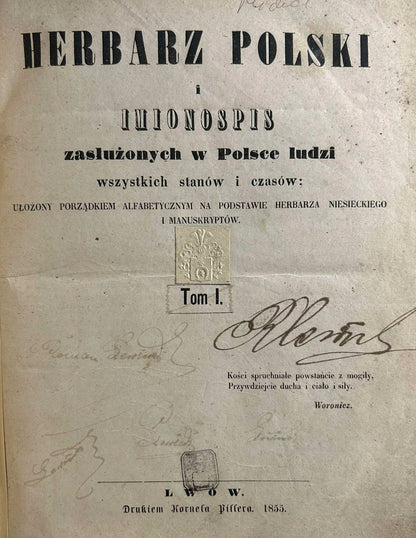 HERBARZ POLSKI
i
IMIONOSPIS
zasłużonych w Polsce ludzi
wszystkich stanów i czasów:
UŁOŻONY PORZĄDKIEM ALFABETYCZNYM NA PODSTAWIE HERBARZA NIESIECKIEGO
I MANUSKRYPTÓW.
Tom I.
Kości spruchniałe powstańcie z mogiły,
Przywdziejcie ducha i ciało i siły.
Woronicz.
LWÓW.
Drukiem Kornela Pillera. 1855.